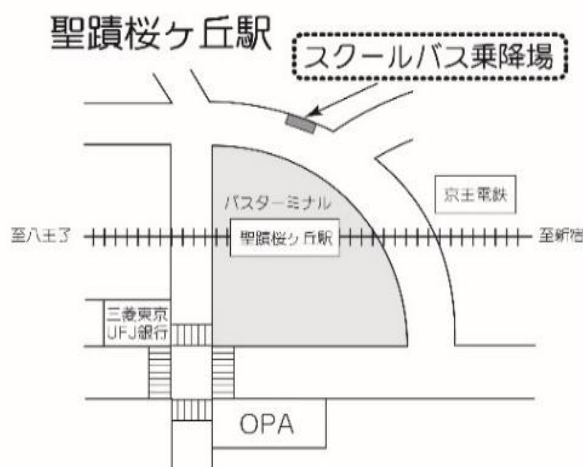 聖蹟桜ヶ丘駅
スクールバス乗降場
バスターミナル
京王電鉄
至八王子
聖蹟桜ヶ丘駅
至新宿
三菱東京
UFJ銀行
OPA